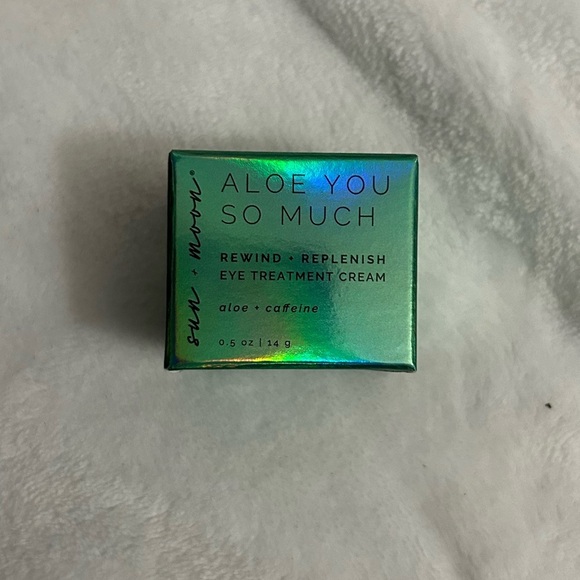 sun + moon®
ALOE YOU
SO MUCH
REWIND + REPLENISH
EYE TREATMENT CREAM
aloe + caffeine
0.5 oz | 14 g